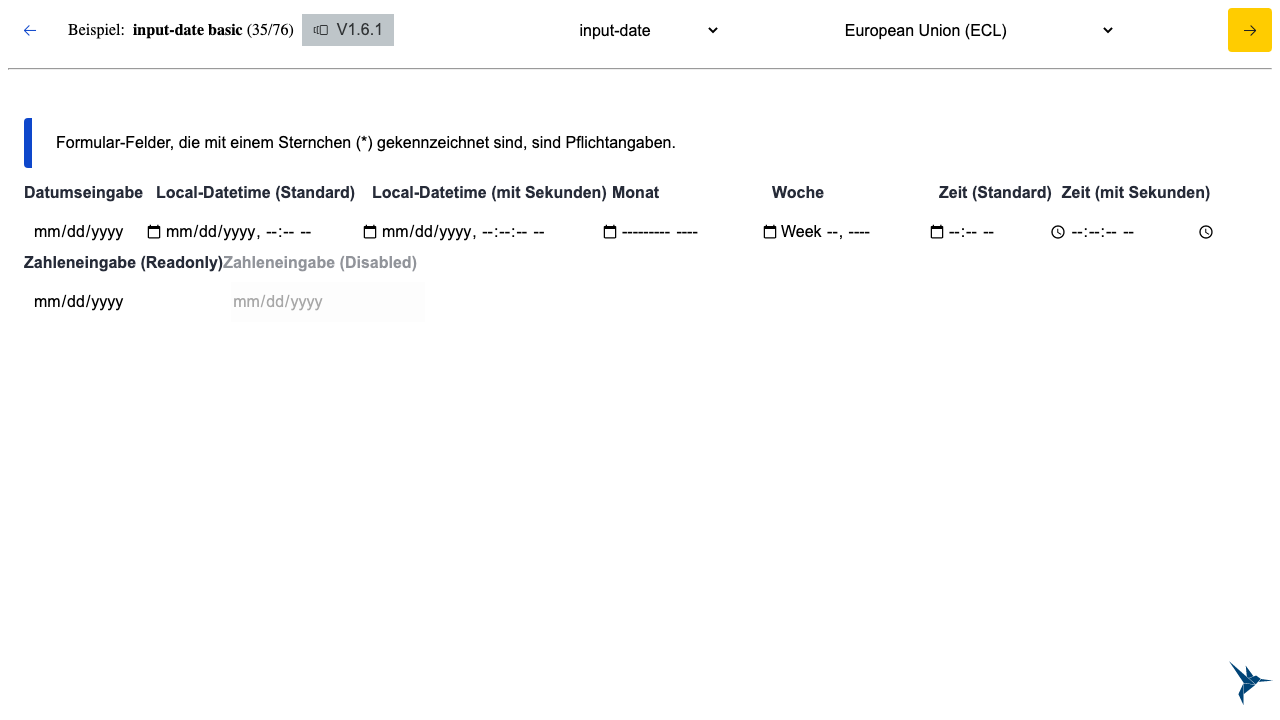 Beispiel: input-date basic (35/76) V1.6.1 input-date European Union (ECL)
Formular-Felder, die mit einem Sternchen (*) gekennzeichnet sind, sind Pflichtangaben.
Datumseingabe Local-Datetime (Standard) Local-Datetime (mit Sekunden) Monat Woche Zeit (Standard) Zeit (mit Sekunden)
mm/dd/yyyy mm/dd/yyyy, --:-- -- mm/dd/yyyy, --:--:-- -- --------- ---- Week --, ---- --:-- -- --:--:-- --
Zahleneingabe (Readonly) Zahleneingabe (Disabled)
mm/dd/yyyy mm/dd/yyyy